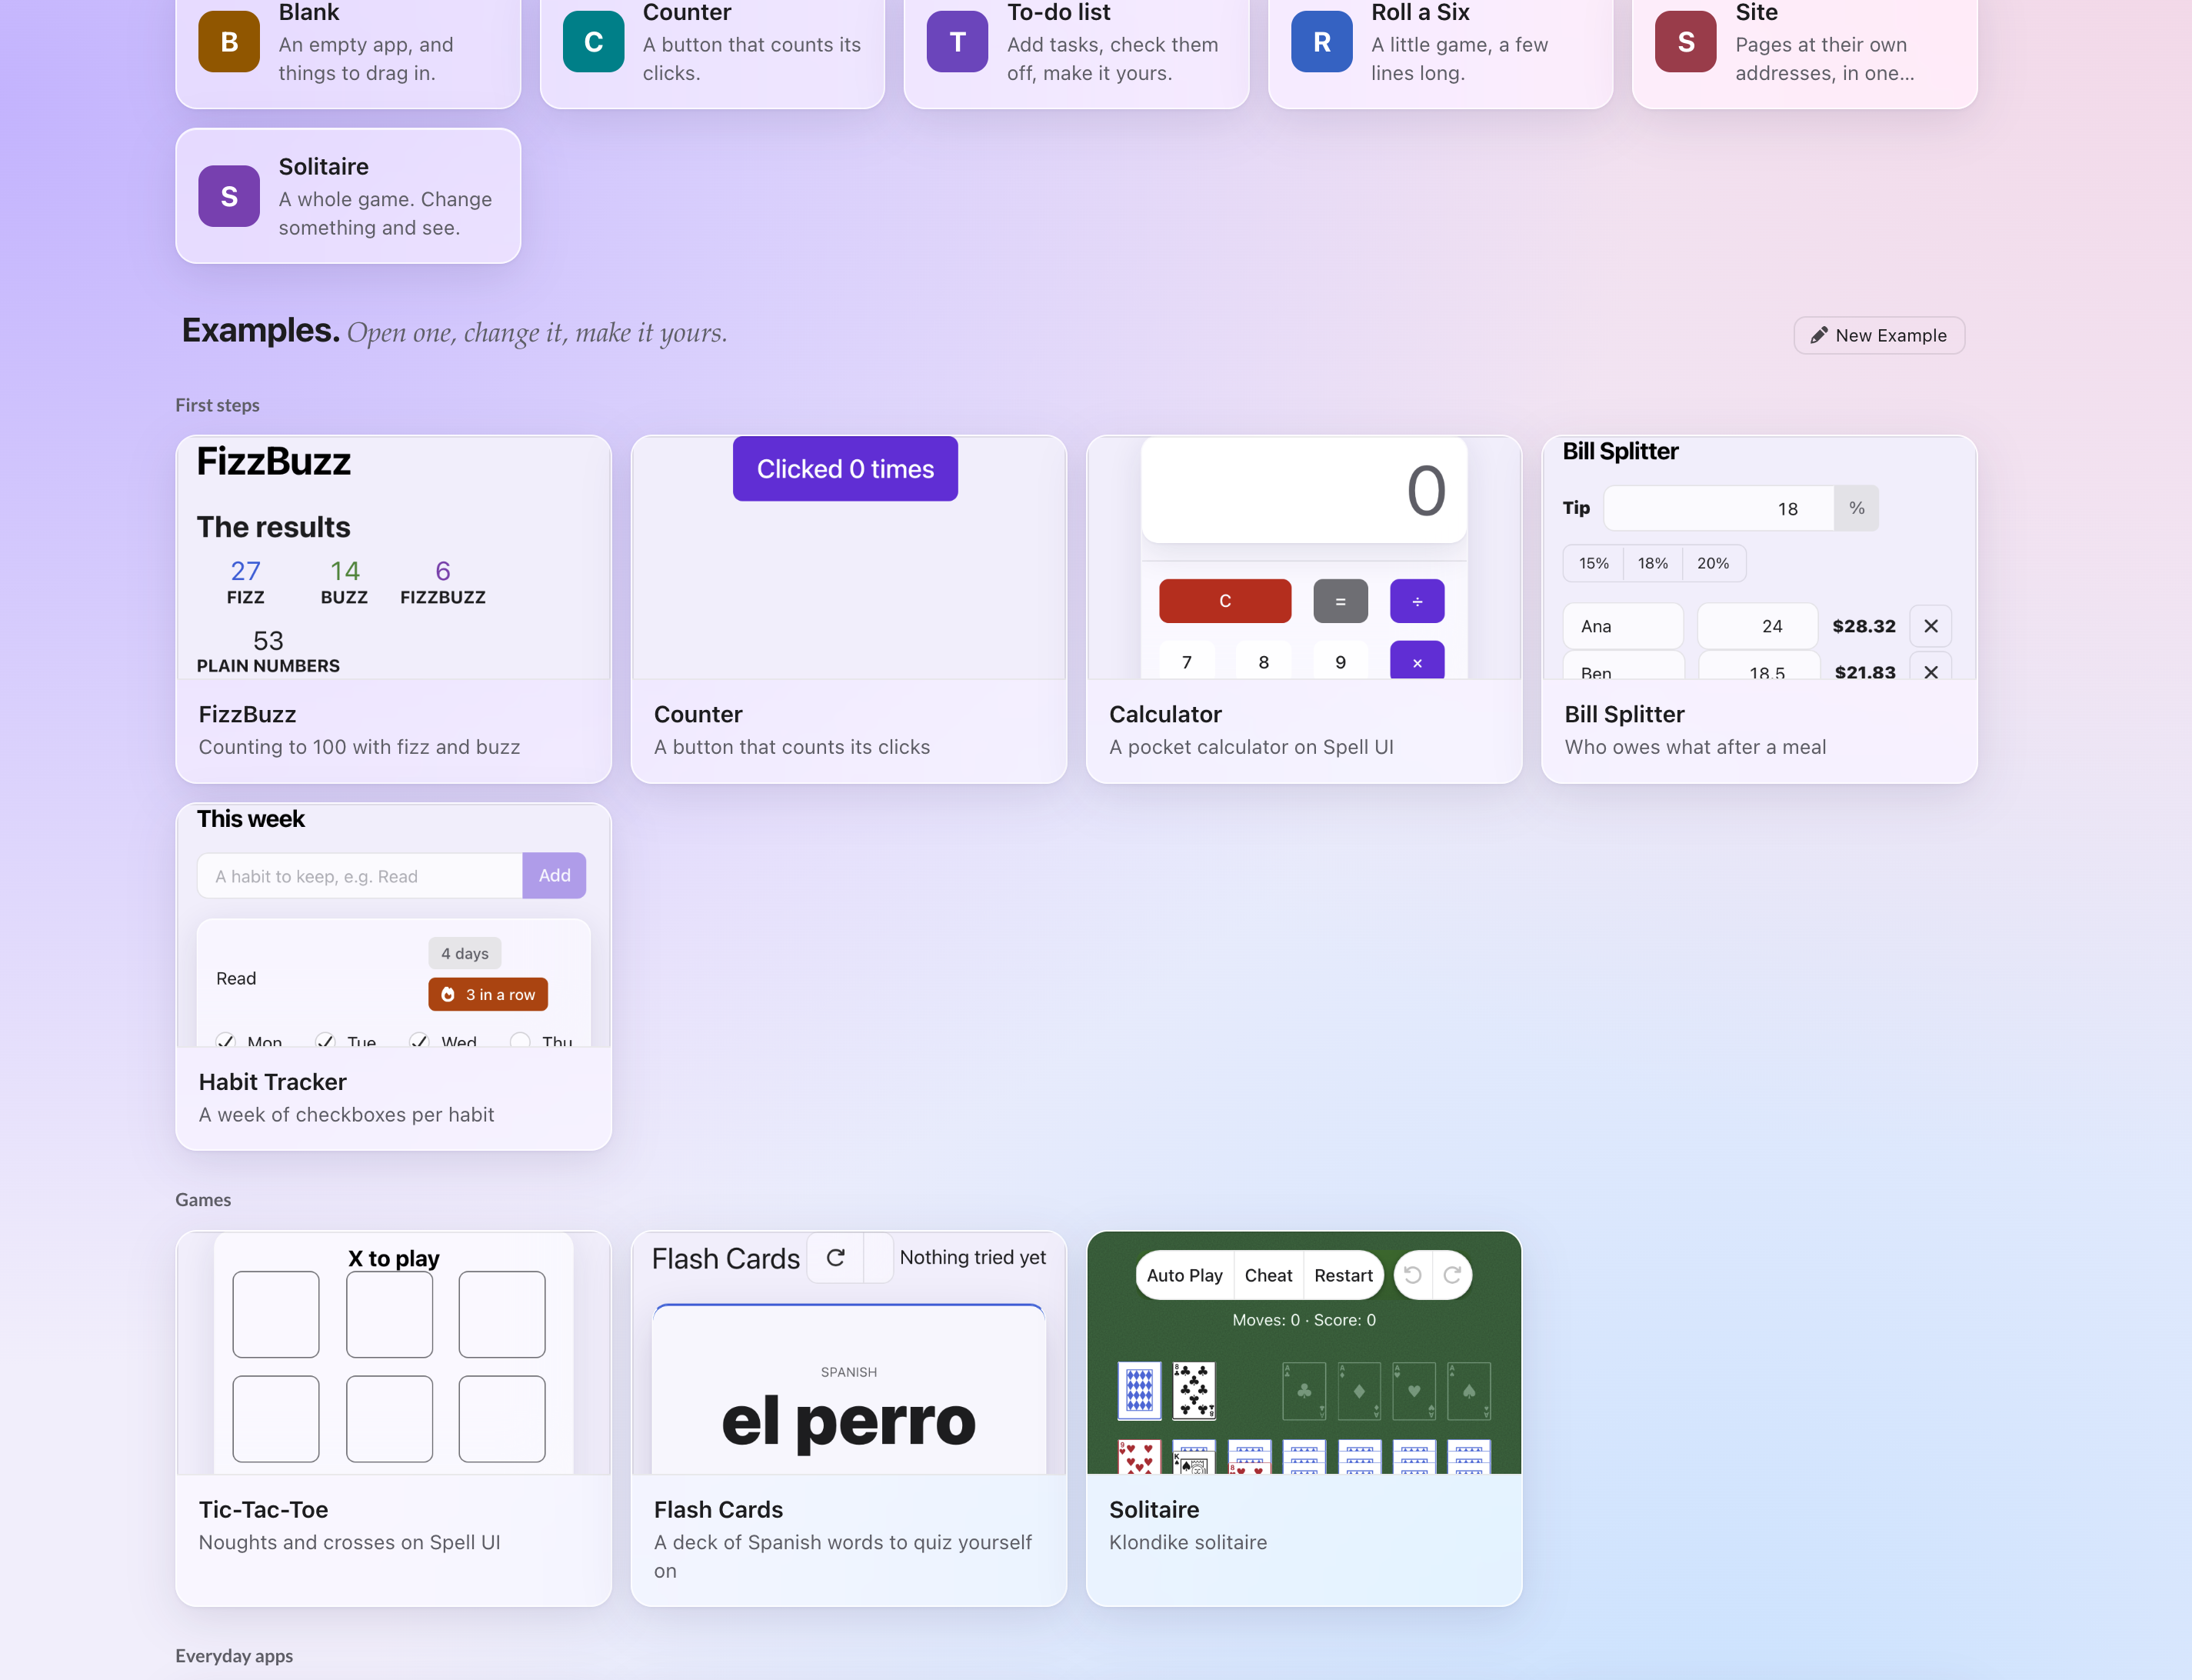 Blank
B
An empty app, and
things to drag in.
Counter
C
A button that counts its
clicks.
To-do list
T
Add tasks, check them
off, make it yours.
Roll a Six
R
A little game, a few
lines long.
Site
S
Pages at their own
addresses, in one...
Solitaire
S
A whole game. Change
something and see.
Examples. Open one, change it, make it yours.
New Example
First steps
FizzBuzz
The results
27 14 6
FIZZ BUZZ FIZZBUZZ
53
PLAIN NUMBERS
FizzBuzz
Counting to 100 with fizz and buzz
Clicked 0 times
Counter
A button that counts its clicks
0
C = ÷
7 8 9 ×
Calculator
A pocket calculator on Spell UI
Bill Splitter
Tip 18 %
15% 18% 20%
Ana 24 $28.32
Ben 18.5 $21.83
Bill Splitter
Who owes what after a meal
This week
A habit to keep, e.g. Read Add
4 days
Read
3 in a row
Mon Tue Wed Thu
Habit Tracker
A week of checkboxes per habit
Games
X to play
Tic-Tac-Toe
Noughts and crosses on Spell UI
Flash Cards Nothing tried yet
SPANISH
el perro
Flash Cards
A deck of Spanish words to quiz yourself
on
Auto Play Cheat Restart
Moves: 0 · Score: 0
Solitaire
Klondike solitaire
Everyday apps